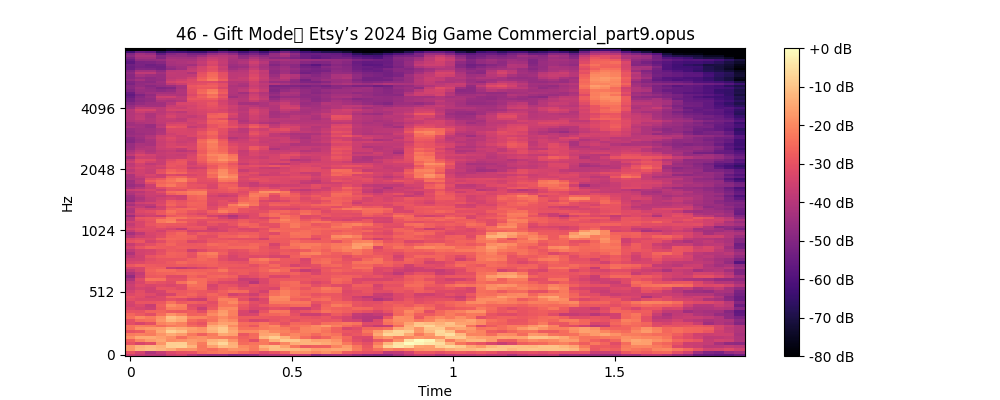 46 - Gift Mode Etsy’s 2024 Big Game Commercial_part9.opus
Hz
4096
2048
1024
512
0
0
0.5
1
1.5
Time
+0 dB
-10 dB
-20 dB
-30 dB
-40 dB
-50 dB
-60 dB
-70 dB
-80 dB